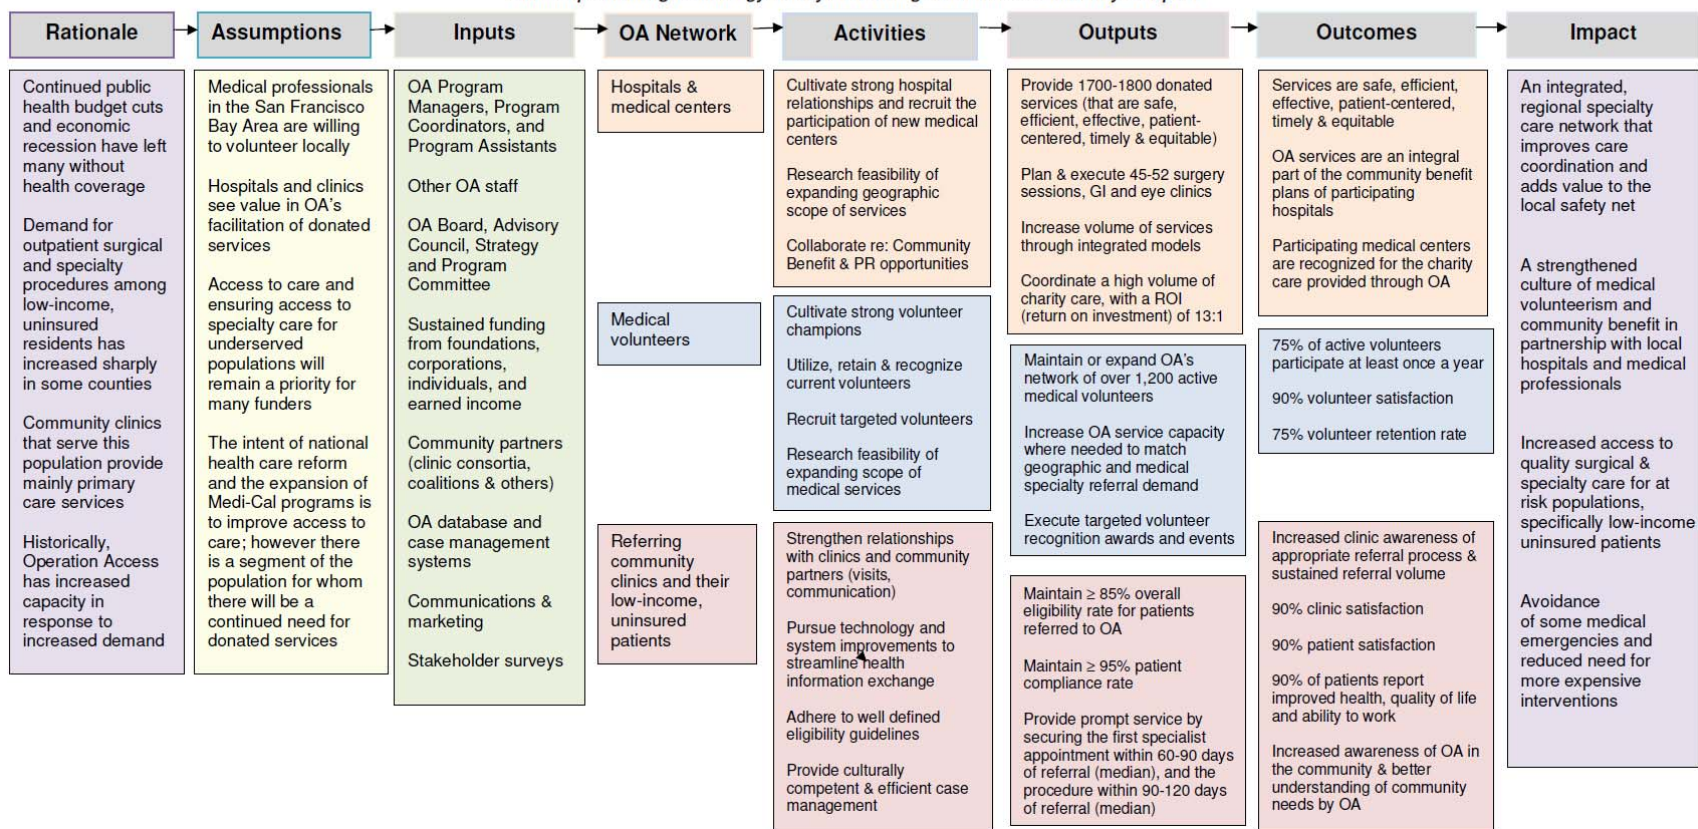 Rationale
Assumptions
Inputs
OA Network
Activities
Outputs
Outcomes
Impact
Continued public
health budget cuts
and economic
recession have left
many without
health coverage
Demand for
outpatient surgical
and specialty
procedures among
low-income,
uninsured
residents has
increased sharply
in some counties
Community clinics
that serve this
population provide
mainly primary
care services
Historically,
Operation Access
has increased
capacity in
response to
increased demand
Medical professionals
in the San Francisco
Bay Area are willing
to volunteer locally
Hospitals and clinics
see value in OA's
facilitation of donated
services
Access to care and
ensuring access to
specialty care for
underserved
populations will
remain a priority for
many funders
The intent of national
health care reform
and the expansion of
Medi-Cal programs is
to improve access to
care; however there
is a segment of the
population for whom
there will be a
continued need for
donated services
OA Program
Managers, Program
Coordinators, and
Program Assistants
Other OA staff
OA Board, Advisory
Council, Strategy
and Program
Committee
Sustained funding
from foundations,
corporations,
individuals, and
earned income
Community partners
(clinic consortia,
coalitions & others)
OA database and
case management
systems
Communications &
marketing
Stakeholder surveys
Hospitals &
medical centers
Medical
volunteers
Referring
community
clinics and their
low-income,
uninsured
patients
Cultivate strong hospital
relationships and recruit the
participation of new medical
centers
Research feasibility of
expanding geographic
scope of services
Collaborate re: Community
Benefit & PR opportunities
Cultivate strong volunteer
champions
Utilize, retain & recognize
current volunteers
Recruit targeted volunteers
Research feasibility of
expanding scope of
medical services
Strengthen relationships
with clinics and community
partners (visits,
communication)
Pursue technology and
system improvements to
streamline health
information exchange
Adhere to well defined
eligibility guidelines
Provide culturally
competent & efficient case
management
Provide 1700-1800 donated
services (that are safe,
efficient, effective, patient-
centered, timely & equitable)
Plan & execute 45-52 surgery
sessions, GI and eye clinics
Increase volume of services
through integrated models
Coordinate a high volume of
charity care, with a ROI
(return on investment) of 13:1
Maintain or expand OA's
network of over 1,200 active
medical volunteers
Increase OA service capacity
where needed to match
geographic and medical
specialty referral demand
Execute targeted volunteer
recognition awards and events
Maintain ≥ 85% overall
eligibility rate for patients
referred to OA
Maintain ≥ 95% patient
compliance rate
Provide prompt service by
securing the first specialist
appointment within 60-90 days
of referral (median), and the
procedure within 90-120 days
of referral (median)
Services are safe, efficient,
effective, patient-centered,
timely & equitable
OA services are an integral
part of the community benefit
plans of participating
hospitals
Participating medical centers
are recognized for the charity
care provided through OA
75% of active volunteers
participate at least once a year
90% volunteer satisfaction
75% volunteer retention rate
Increased clinic awareness of
appropriate referral process &
sustained referral volume
90% clinic satisfaction
90% patient satisfaction
90% of patients report
improved health, quality of life
and ability to work
Increased awareness of OA in
the community & better
understanding of community
needs by OA
An integrated,
regional specialty
care network that
improves care
coordination and
adds value to the
local safety net
A strengthened
culture of medical
volunteerism and
community benefit in
partnership with local
hospitals and medical
professionals
Increased access to
quality surgical &
specialty care for at
risk populations,
specifically low-income
uninsured patients
Avoidance
of some medical
emergencies and
reduced need for
more expensive
interventions